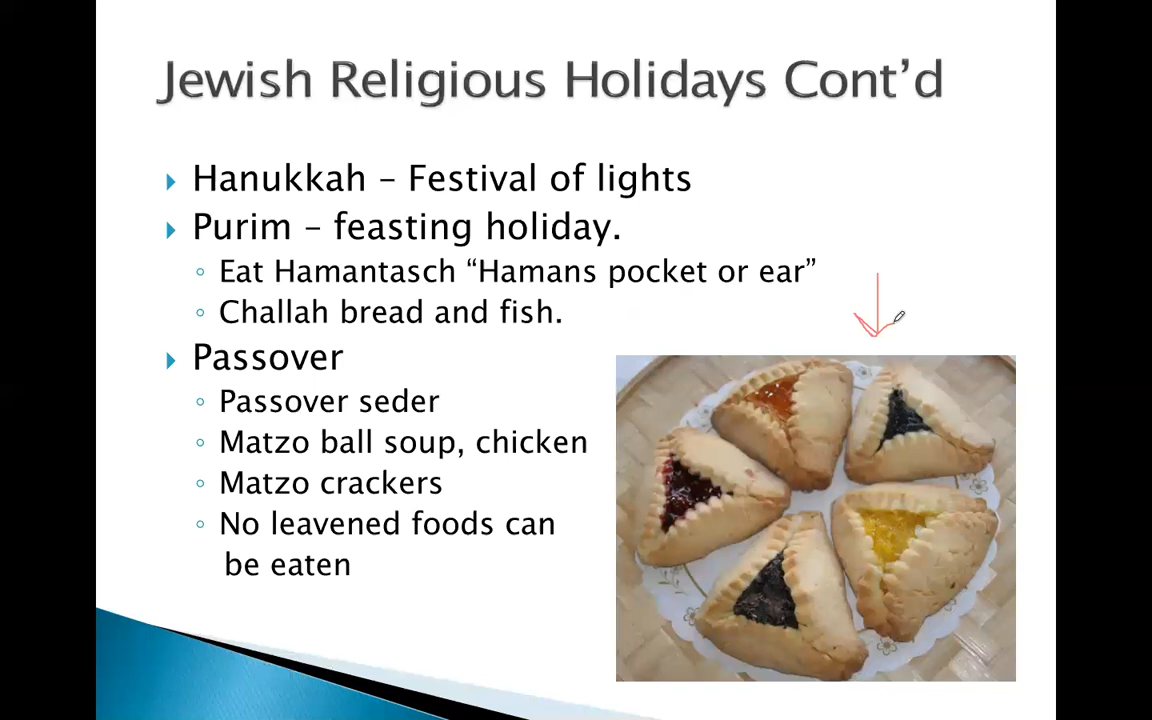 Jewish Religious Holidays Cont’d
Hanukkah – Festival of lights
Purim – feasting holiday.
Eat Hamantasch “Hamans pocket or ear”
Challah bread and fish.
Passover
Passover seder
Matzo ball soup, chicken
Matzo crackers
No leavened foods can
be eaten